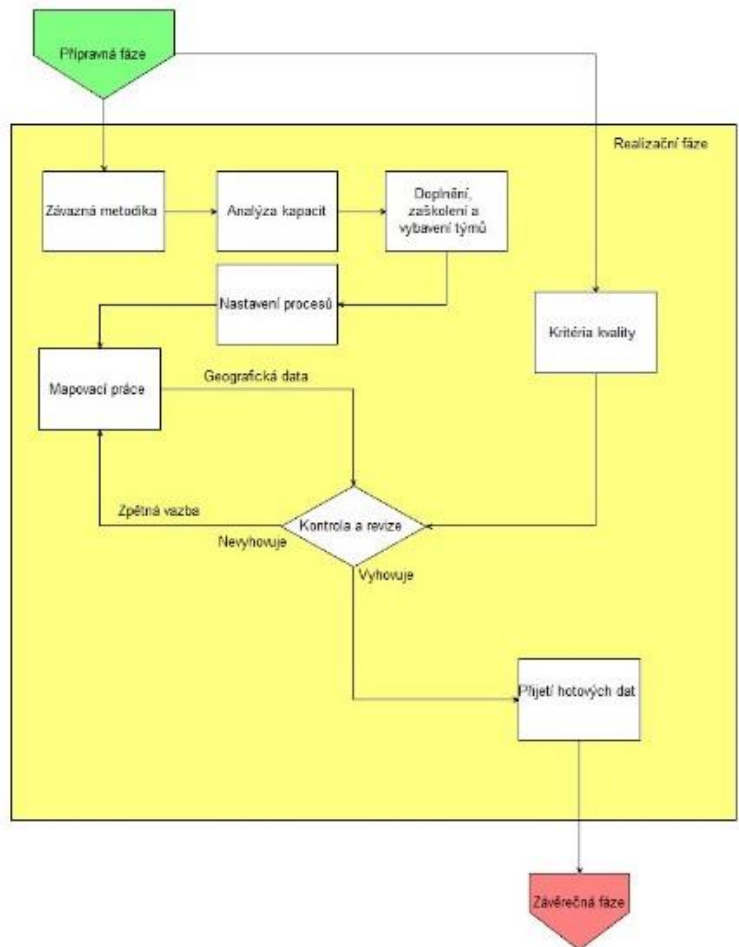 Přípravná fáze
Realizační fáze
Závazná metodika
Analýza kapacit
Doplnění,
zaškolení a
vybavení týmů
Nastavení procesů
Kritéria kvality
Mapovací práce
Geografická data
Zpětná vazba
Kontrola a revize
Nevyhovuje
Vyhovuje
Přijetí hotových dat
Závěrečná fáze